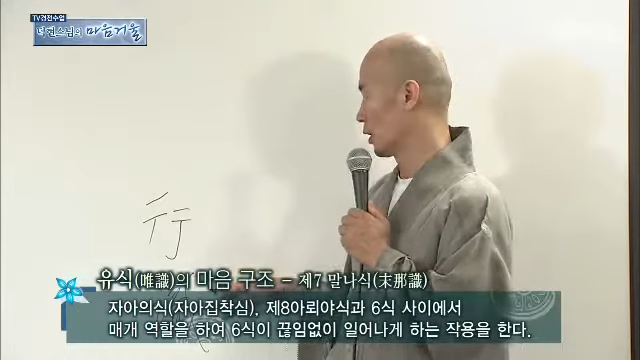 TV경전수업
덕현스님의 마음거울
行
유식(唯識)의 마음 구조 - 제7 말나식(末那識)
자아의식(자아집착심), 제8아뢰야식과 6식 사이에서
매개 역할을 하여 6식이 끊임없이 일어나게 하는 작용을 한다.